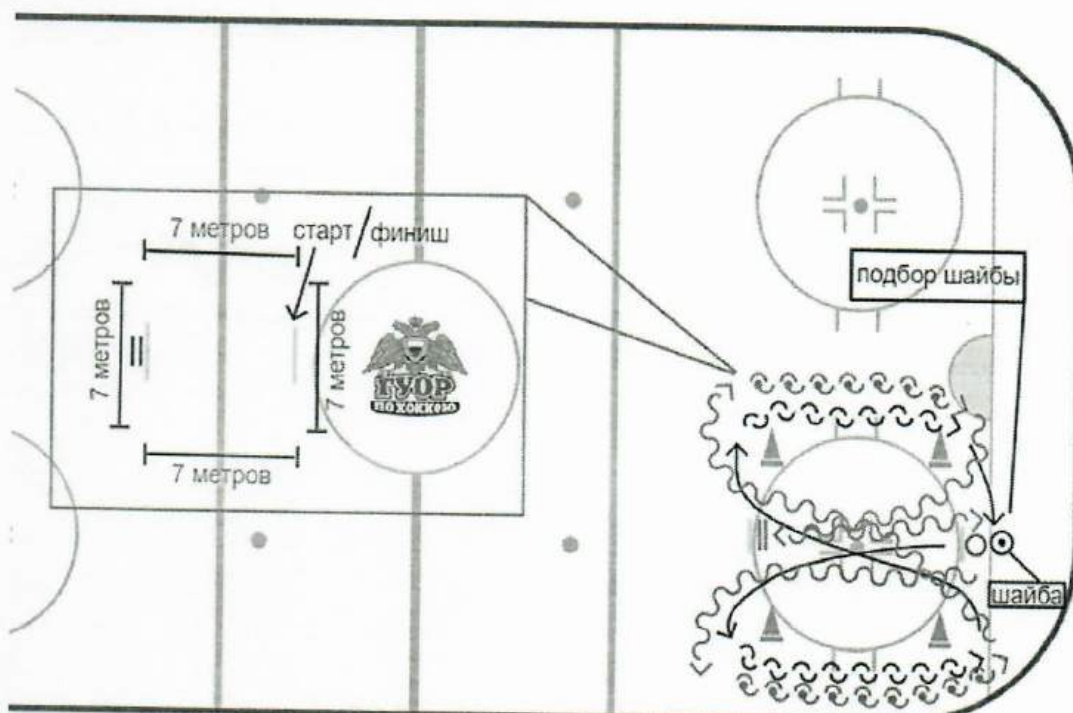 7 метров старт / финиш
7 метров
7 метров
ГУОР
ПО ХОККЕЮ
7 метров
подбор шайбы
шайба